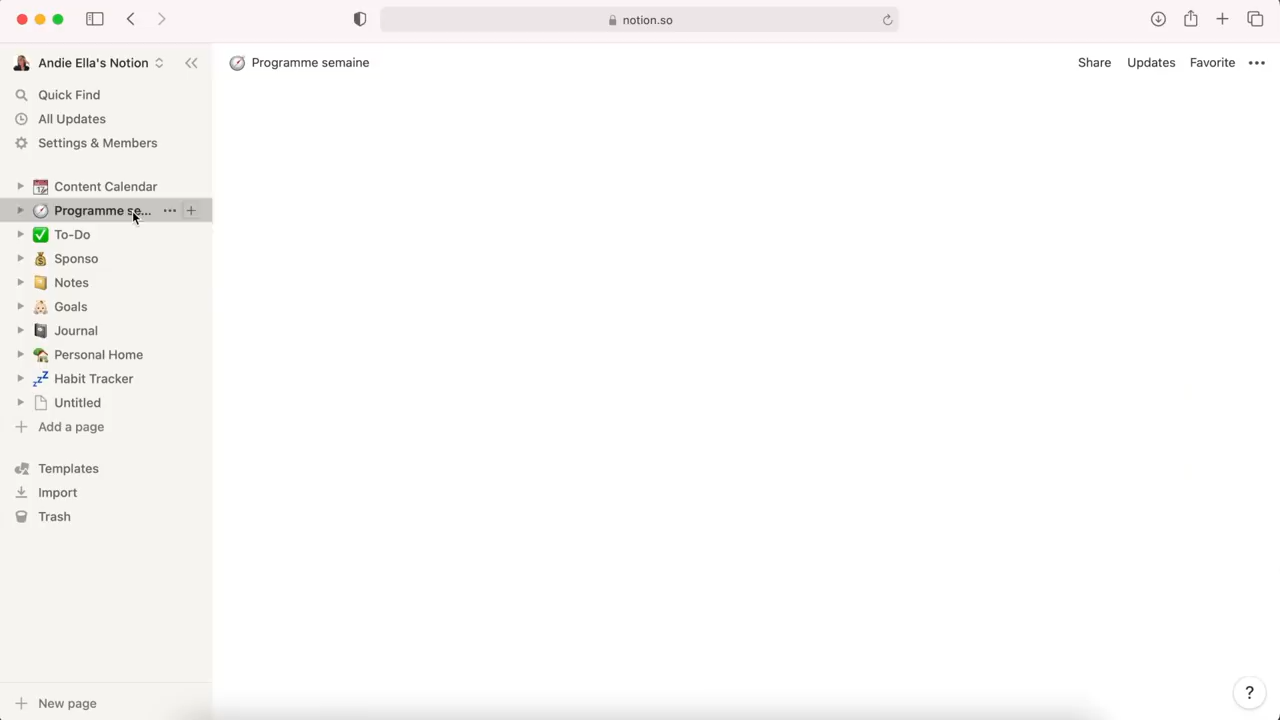 notion.so
Andie Ella's Notion
Programme semaine
Share
Updates
Favorite
Quick Find
All Updates
Settings & Members
Content Calendar
Programme se...
To-Do
Sponso
Notes
Goals
Journal
Personal Home
Habit Tracker
Untitled
Add a page
Templates
Import
Trash
New page
?